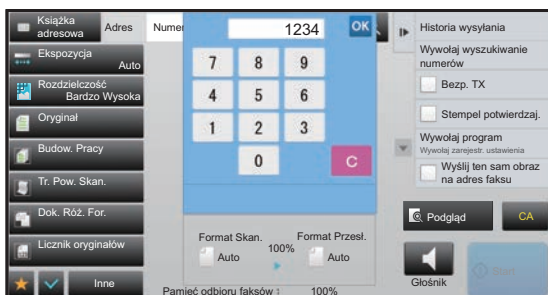 Książka
adresowa
Adres
Numer
1234
OK
Historia wysyłania
Ekspozycja
Auto
Wywołaj wyszukiwanie
numerów
7 8 9
Rozdzielczość
Bardzo Wysoka
Bezp. TX
4 5 6
Stempel potwierdzaj.
Oryginał
1 2 3
Wywołaj program
Wywołaj zarejestr. ustawienia
Budow. Pracy
0 C
Wyślij ten sam obraz
na adres faksu
Tr. Pow. Skan.
Dok. Róż. For.
Podgląd
CA
Format Skan.
Auto
100%
Format Przesł.
Auto
Licznik oryginałów
Inne
Pamięć odbioru faksów : 100%
Głośnik
Start